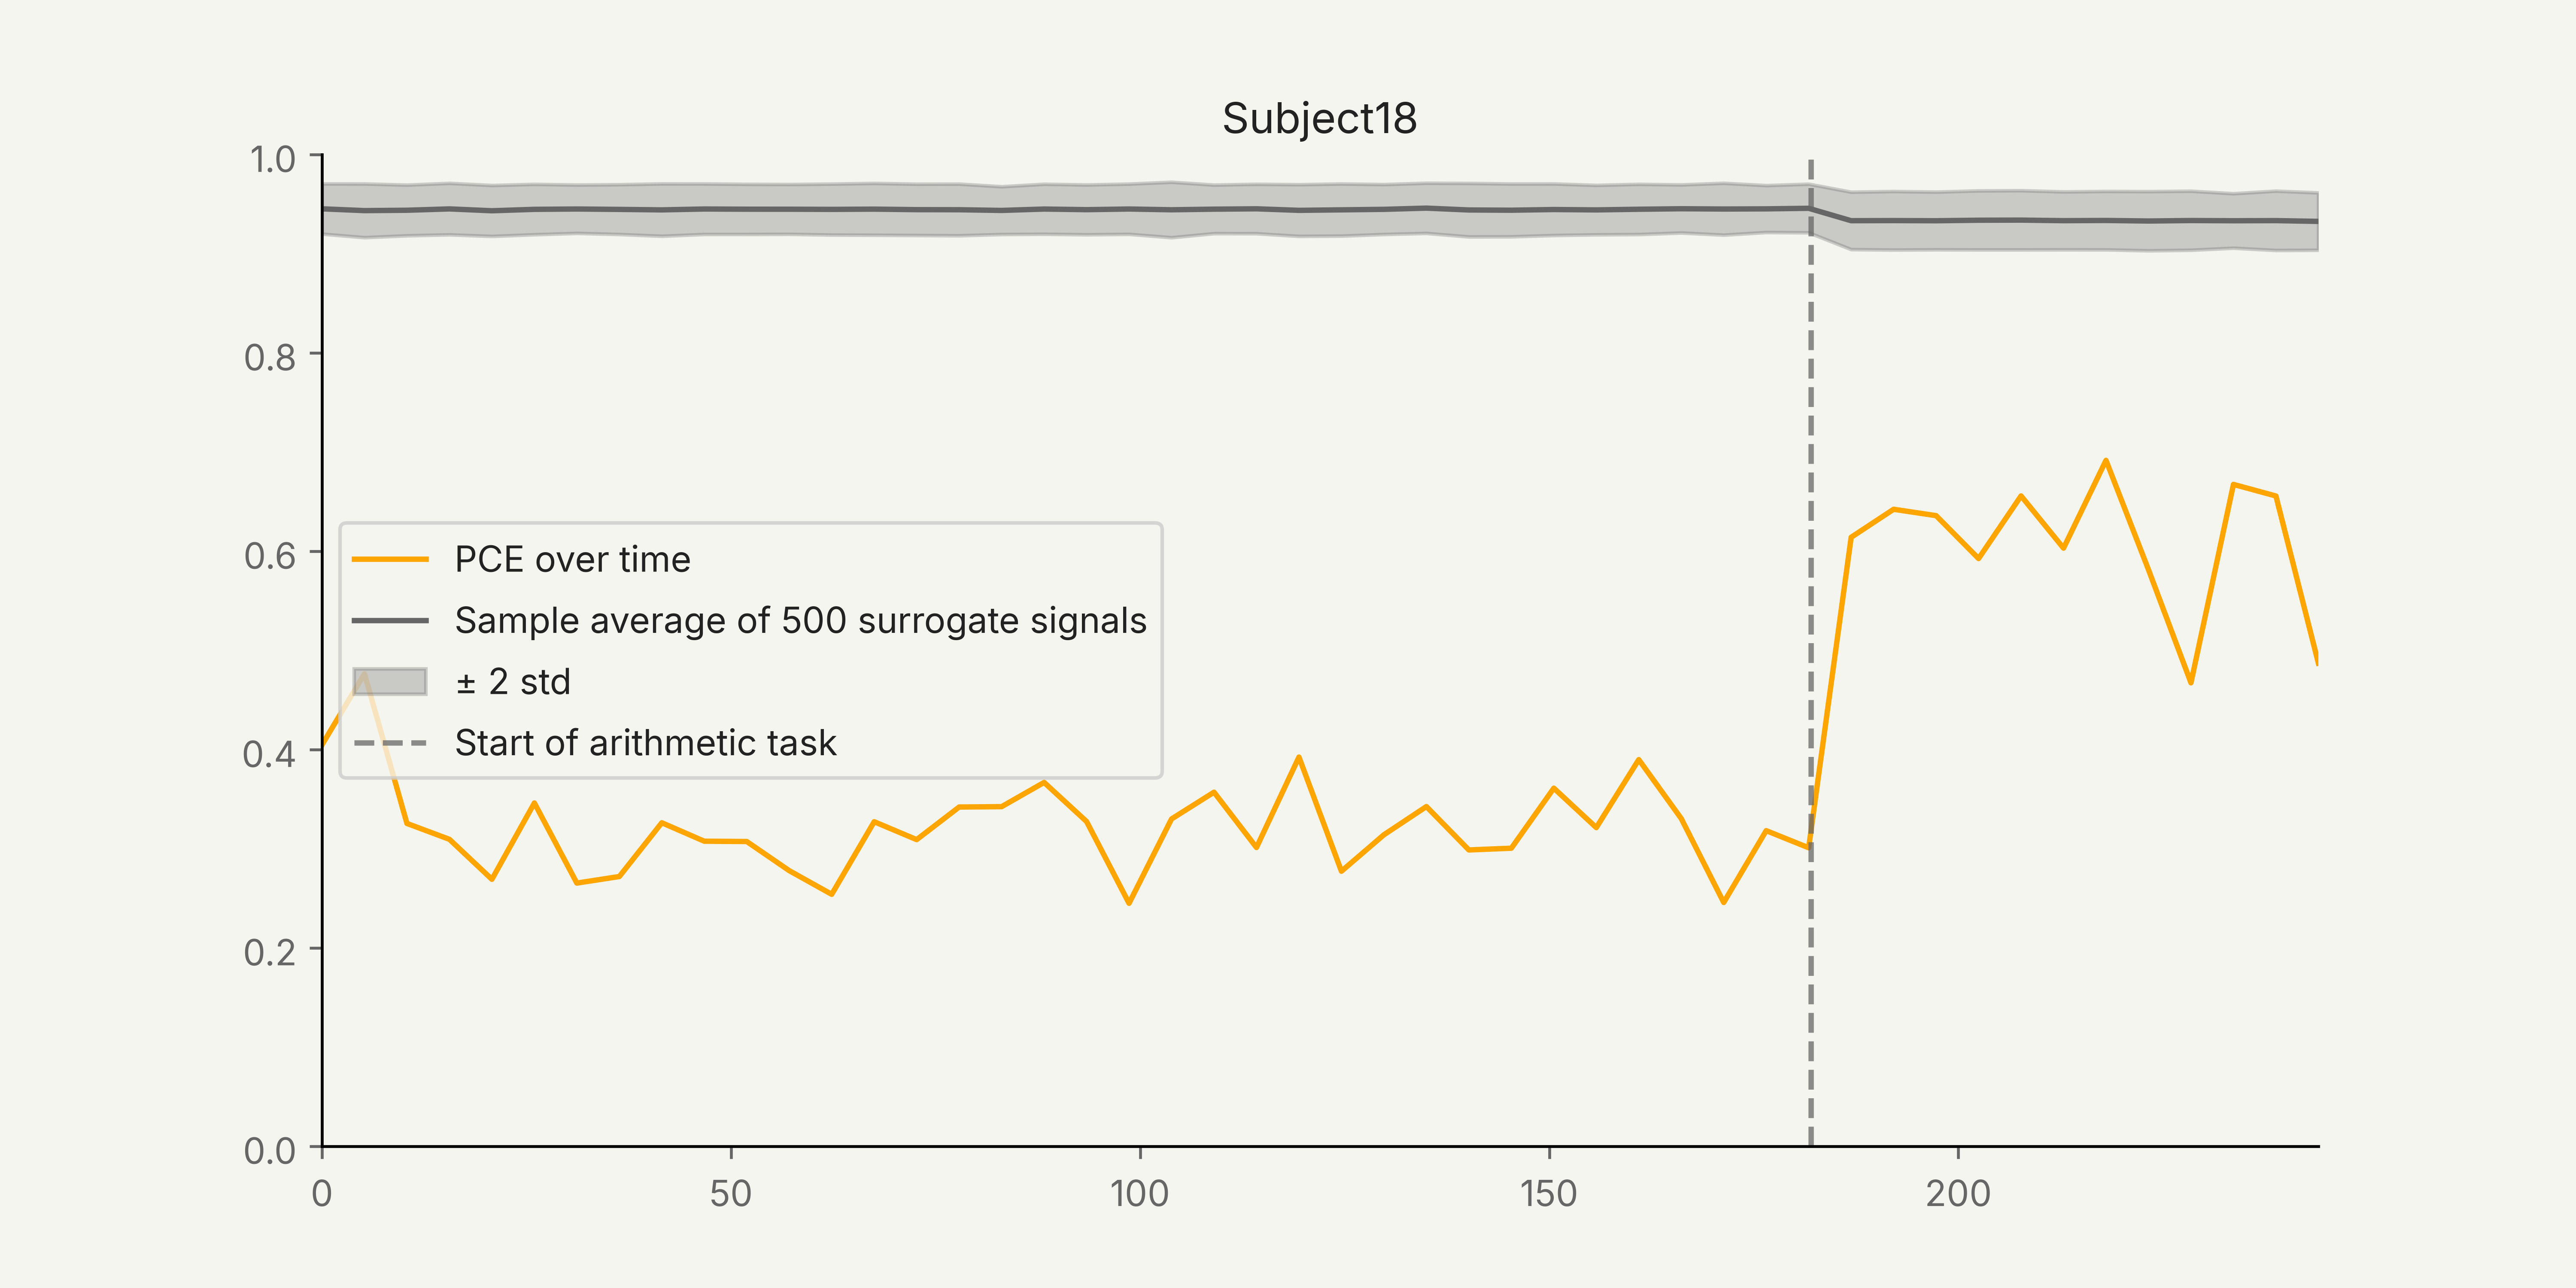 Subject18
1.0
0.8
0.6
0.4
0.2
0.0
PCE over time
Sample average of 500 surrogate signals
± 2 std
Start of arithmetic task
0 50 100 150 200